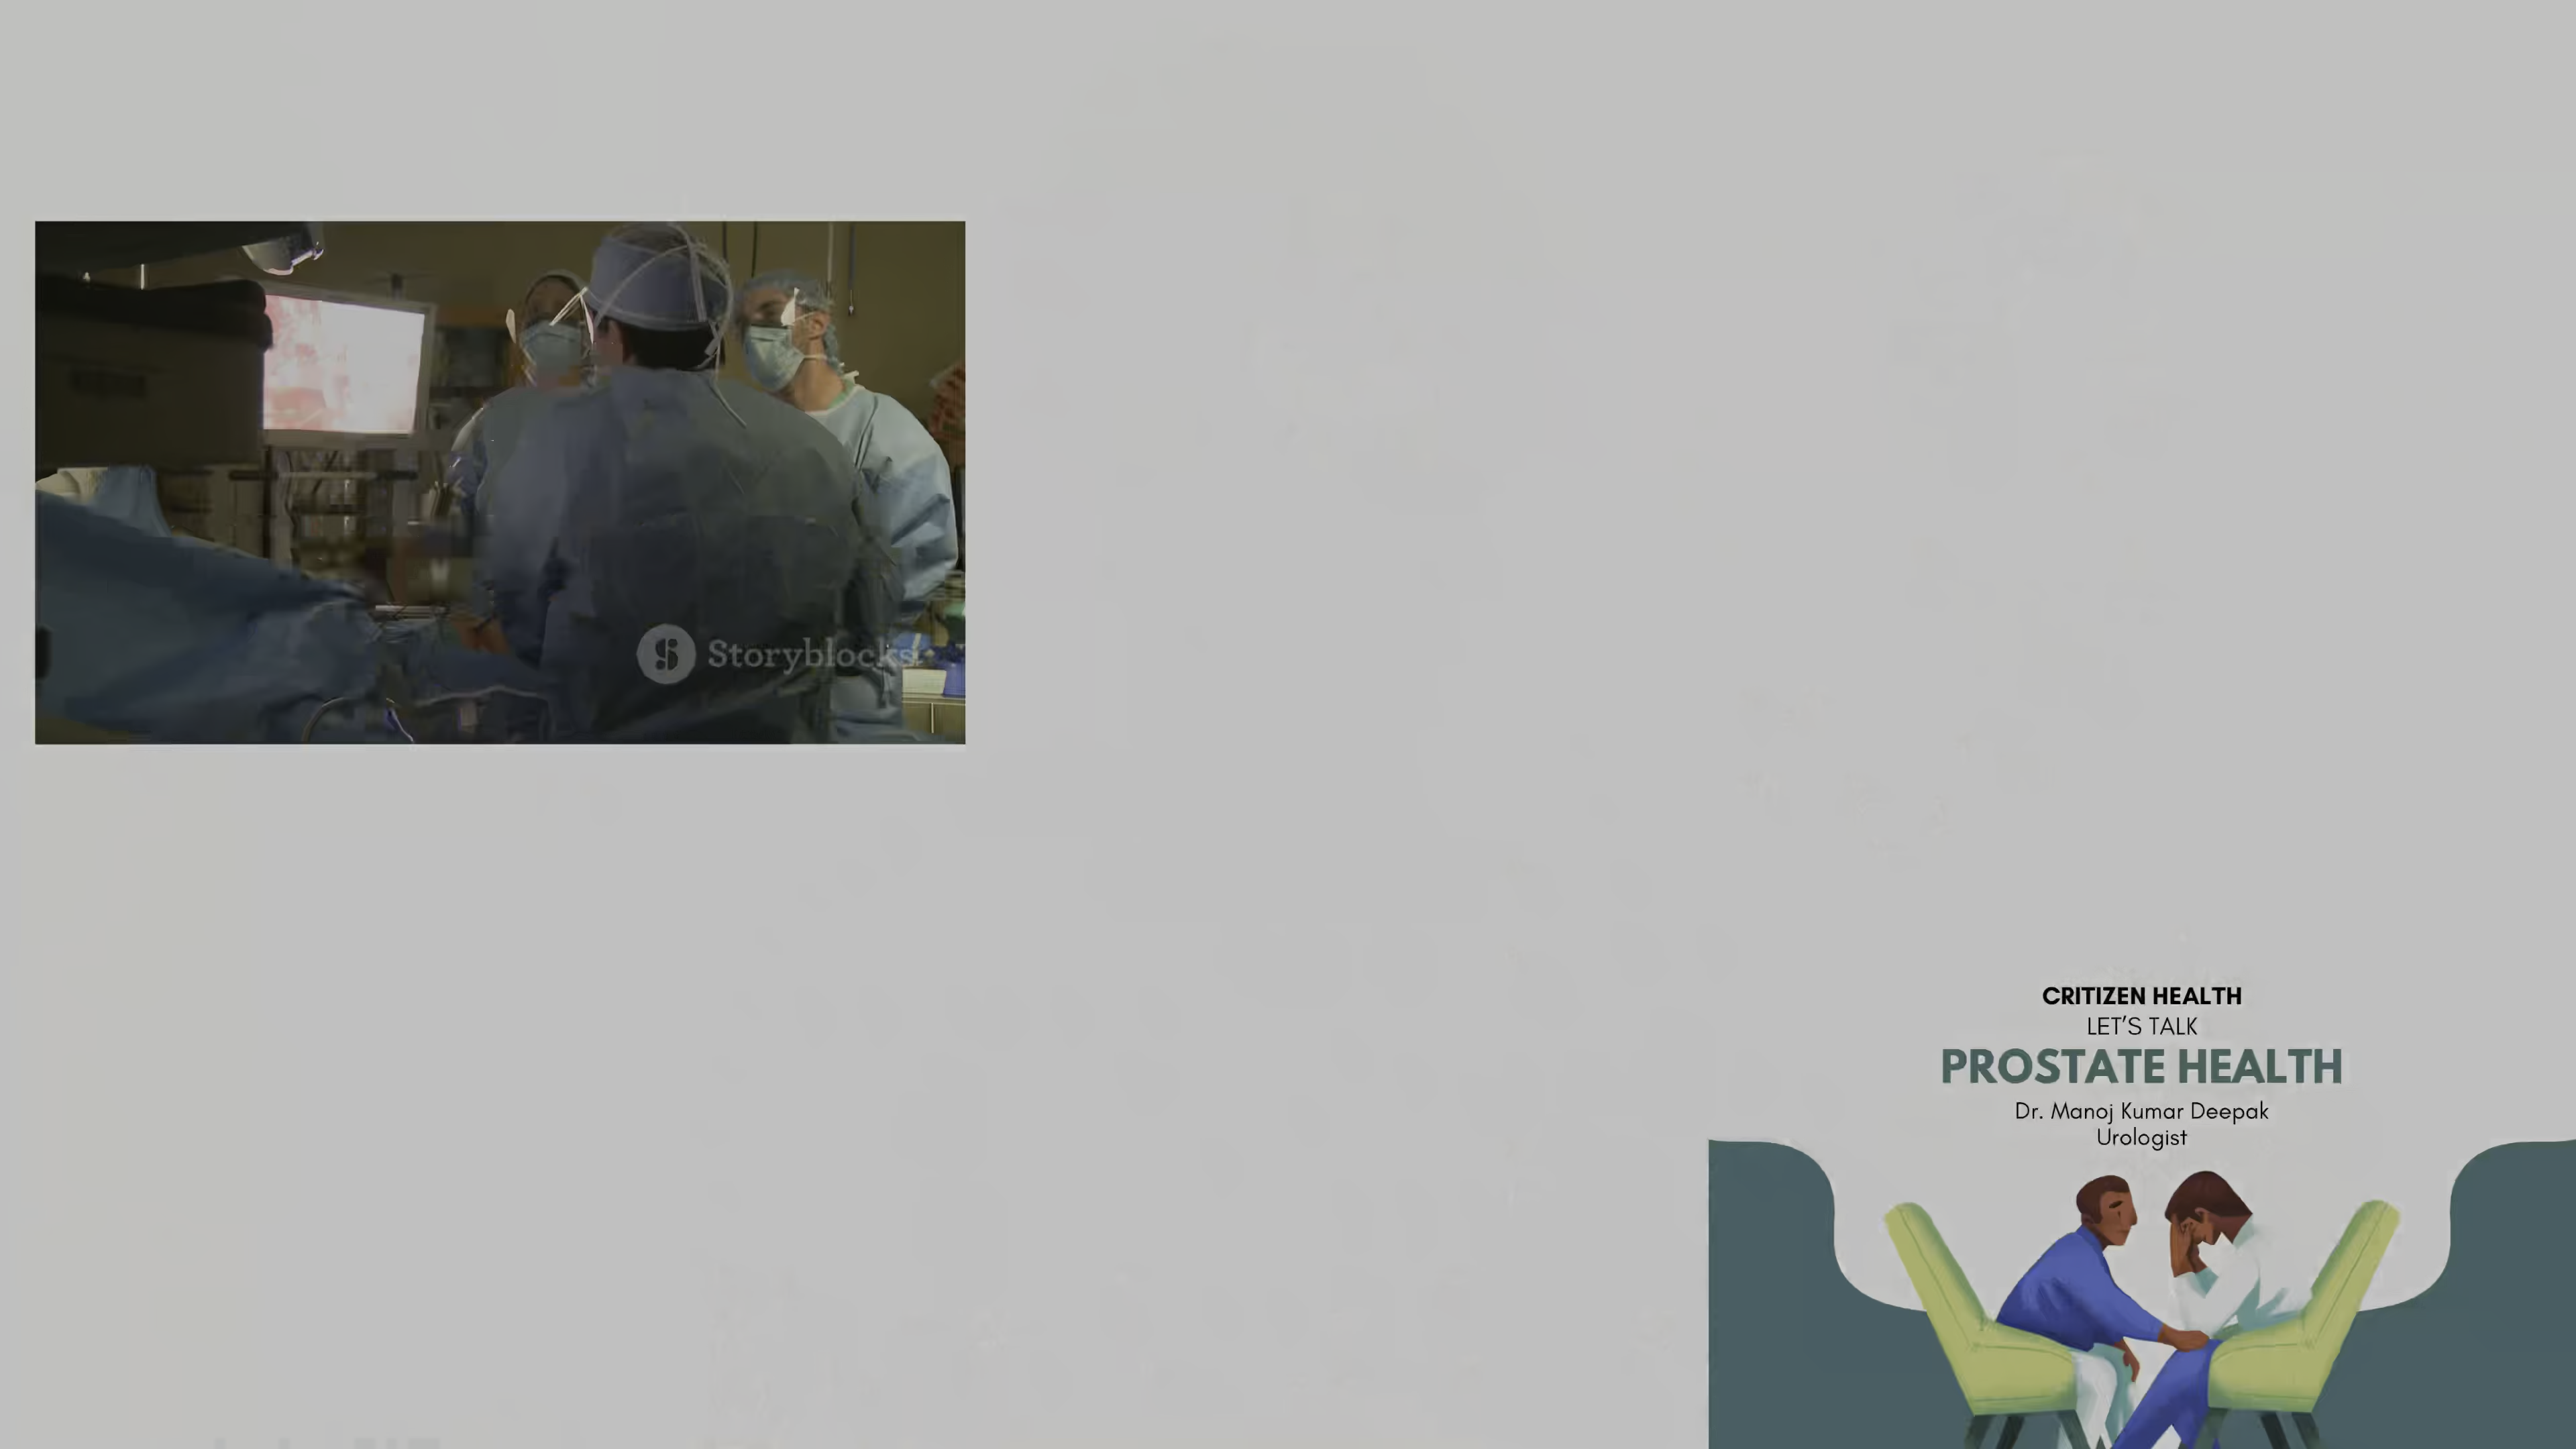 Storyblocks
CRITIZEN HEALTH
LET'S TALK
PROSTATE HEALTH
Dr. Manoj Kumar Deepak
Urologist